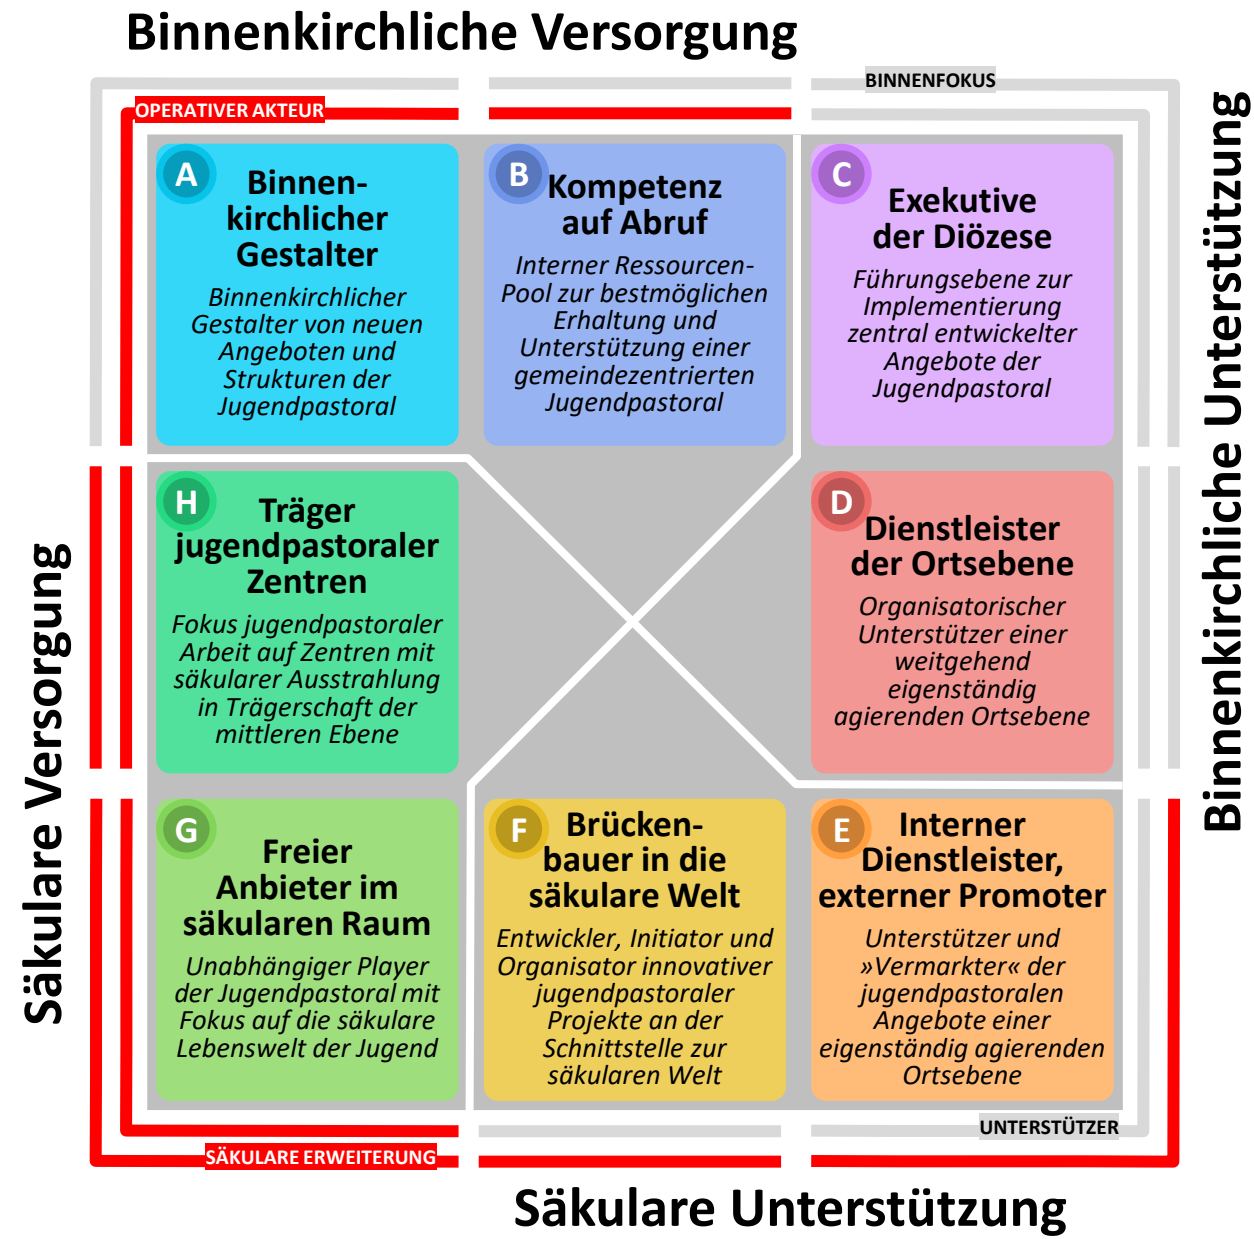 Binnenkirchliche Versorgung
BINNENFOKUS
OPERATIVER AKTEUR
A
Binnen-
kirchlicher
Gestalter
Binnenkirchlicher
Gestalter von neuen
Angeboten und
Strukturen der
Jugendpastoral
B
Kompetenz
auf Abruf
Interner Ressourcen-
Pool zur bestmöglichen
Erhaltung und
Unterstützung einer
gemeindezentrierten
Jugendpastoral
C
Exekutive
der Diözese
Führungsebene zur
Implementierung
zentral entwickelter
Angebote der
Jugendpastoral
Binnenkirchliche Unterstützung
H
Träger
jugendpastoraler
Zentren
Fokus jugendpastoraler
Arbeit auf Zentren mit
säkularer Ausstrahlung
in Trägerschaft der
mittleren Ebene
D
Dienstleister
der Ortsebene
Organisatorischer
Unterstützer einer
weitgehend
eigenständig
agierenden Ortsebene
Säkulare Versorgung
G
Freier
Anbieter im
säkularen Raum
Unabhängiger Player
der Jugendpastoral mit
Fokus auf die säkulare
Lebenswelt der Jugend
F
Brücken-
bauer in die
säkulare Welt
Entwickler, Initiator und
Organisator innovativer
jugendpastoraler
Projekte an der
Schnittstelle zur
säkularen Welt
E
Interner
Dienstleister,
externer Promoter
Unterstützer und
»Vermarkter« der
jugendpastoralen
Angebote einer
eigenständig agierenden
Ortsebene
UNTERSTÜTZER
SÄKULARE ERWEITERUNG
Säkulare Unterstützung